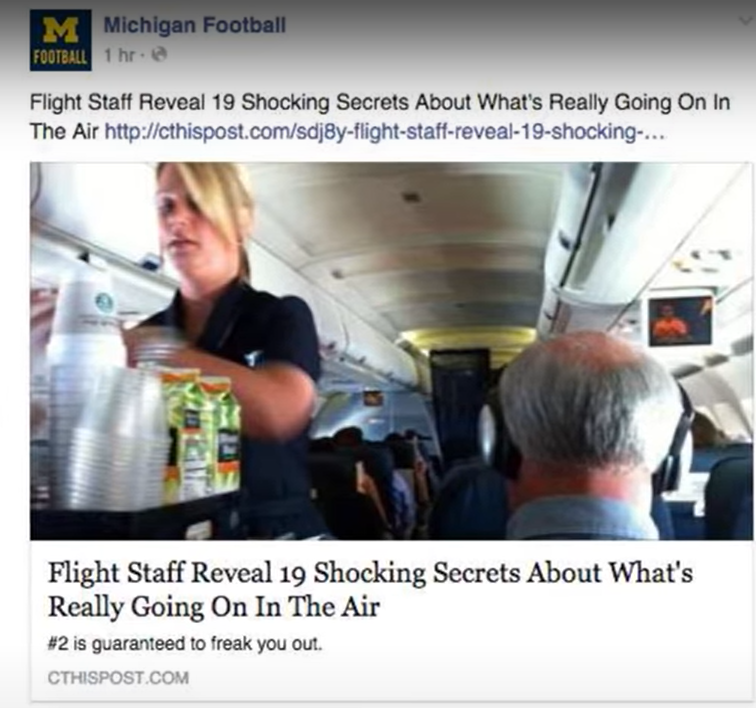 M
FOOTBALL
Michigan Football
1 hr ·
Flight Staff Reveal 19 Shocking Secrets About What's Really Going On In
The Air http://cthispost.com/sdj8y-flight-staff-reveal-19-shocking-...
Flight Staff Reveal 19 Shocking Secrets About What's
Really Going On In The Air
#2 is guaranteed to freak you out.
CTHISPOST.COM